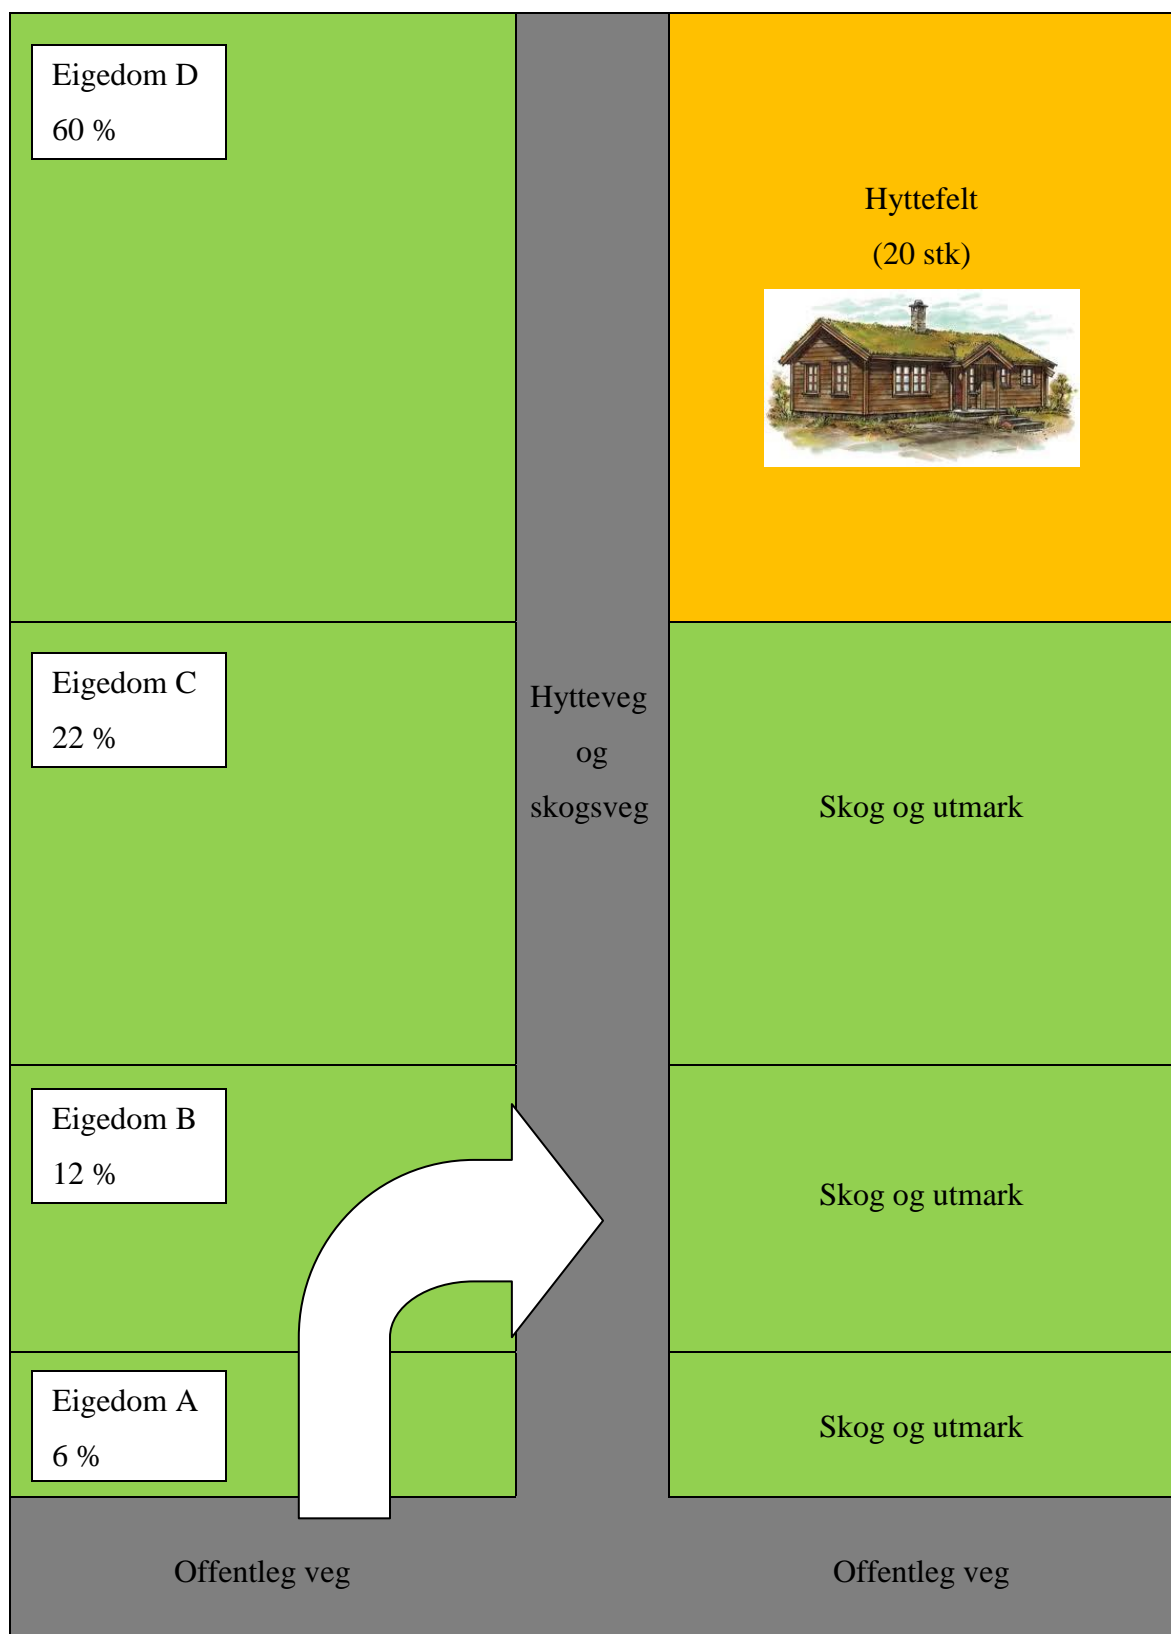 Eigedom D
60 %
Hyttefelt
(20 stk)
Eigedom C
22 %
Hytteveg
og
skogsveg
Skog og utmark
Eigedom B
12 %
Skog og utmark
Eigedom A
6 %
Skog og utmark
Offentleg veg
Offentleg veg